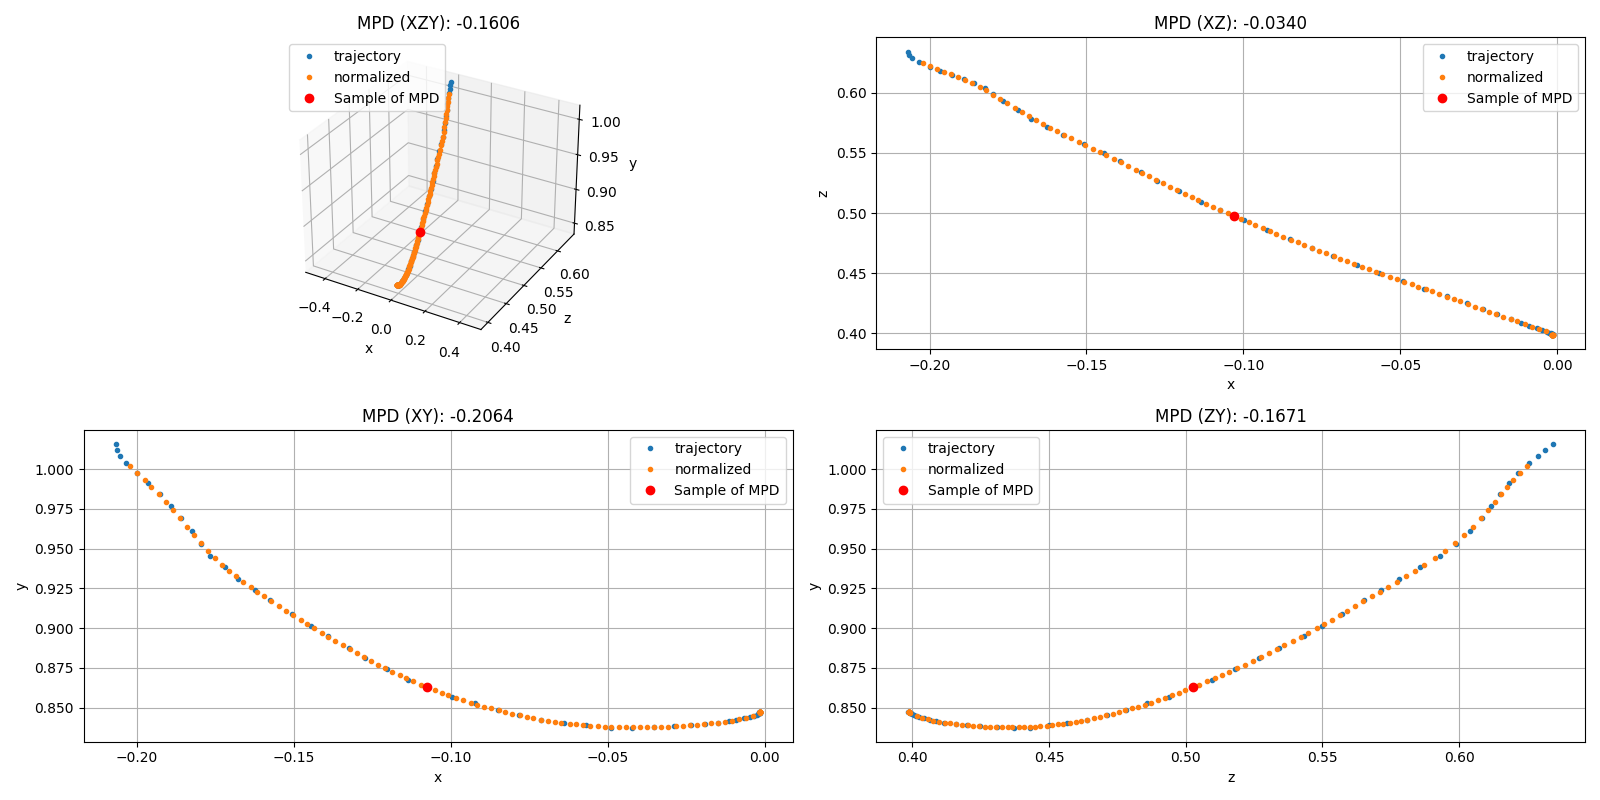 MPD (XZY): -0.1606
trajectory
normalized
Sample of MPD
1.00
0.95
0.90
0.85
y
0.60
0.55
0.50
0.45
0.40
z
−0.4
−0.2
0.0
0.2
0.4
x
MPD (XZ): -0.0340
trajectory
normalized
Sample of MPD
0.60
0.55
0.50
0.45
0.40
z
−0.20 −0.15 −0.10 −0.05 0.00
x
MPD (XY): -0.2064
trajectory
normalized
Sample of MPD
1.000
0.975
0.950
0.925
0.900
0.875
0.850
y
−0.20 −0.15 −0.10 −0.05 0.00
x
MPD (ZY): -0.1671
trajectory
normalized
Sample of MPD
1.000
0.975
0.950
0.925
0.900
0.875
0.850
y
0.40 0.45 0.50 0.55 0.60
z